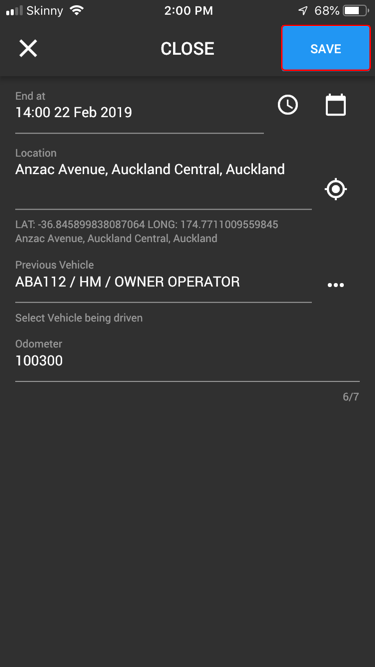 Skinny 2:00 PM 68%
CLOSE SAVE
End at
14:00 22 Feb 2019
Location
Anzac Avenue, Auckland Central, Auckland
LAT: -36.845899838087064 LONG: 174.7711009559845
Anzac Avenue, Auckland Central, Auckland
Previous Vehicle
ABA112 / HM / OWNER OPERATOR
Select Vehicle being driven
Odometer
100300
6/7